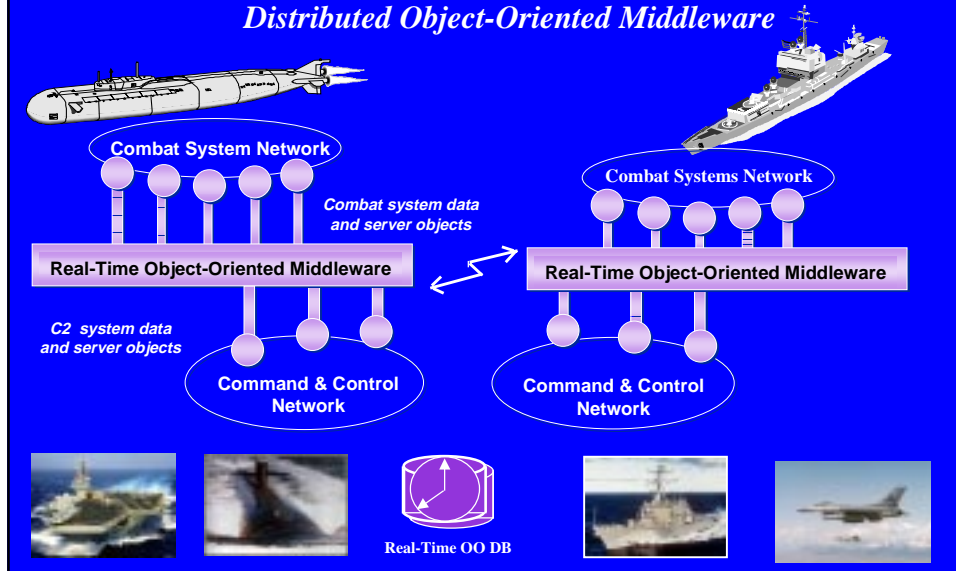 Distributed Object-Oriented Middleware
Combat System Network
Combat Systems Network
Combat system data
and server objects
Real-Time Object-Oriented Middleware
Real-Time Object-Oriented Middleware
C2 system data
and server objects
Command & Control
Network
Command & Control
Network
Real-Time OO DB